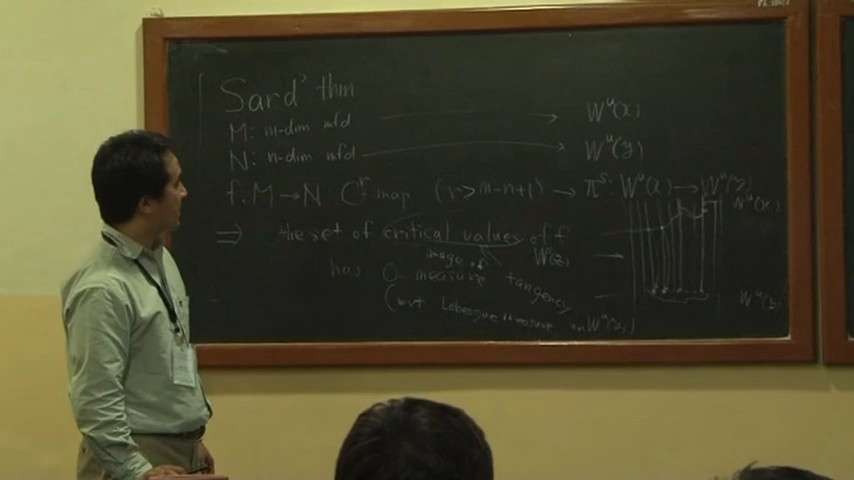 Sard' thm
M: m-dim mfd → W^u(x)
N: n-dim mfd → W^u(y)
f: M → N C^r map (r > m-n+1) → π^s: W^u(x) → W^u(y)
W^u(x)
⇒ the set of critical values of f
image of tangency
has 0-measure
(wrt Lebesgue measure on W^u(y))